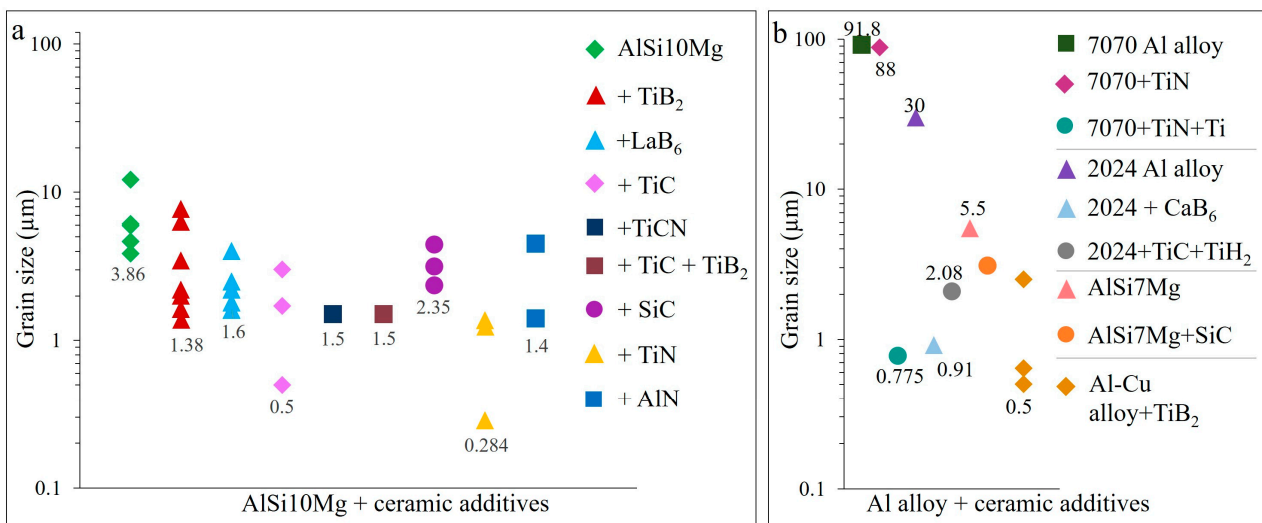 a
100
10
1
0.1
Grain size (μm)
3.86
1.38
1.6
0.5
1.5
1.5
2.35
0.284
1.4
AlSi10Mg + ceramic additives
AlSi10Mg
+ TiB₂
+LaB₆
+ TiC
+TiCN
+ TiC + TiB₂
+ SiC
+ TiN
+ AlN
b
100
10
1
0.1
Grain size (μm)
91.8
88
30
5.5
2.08
0.775
0.91
0.5
Al alloy + ceramic additives
7070 Al alloy
7070+TiN
7070+TiN+Ti
2024 Al alloy
2024 + CaB₆
2024+TiC+TiH₂
AlSi7Mg
AlSi7Mg+SiC
Al-Cu
alloy+TiB₂